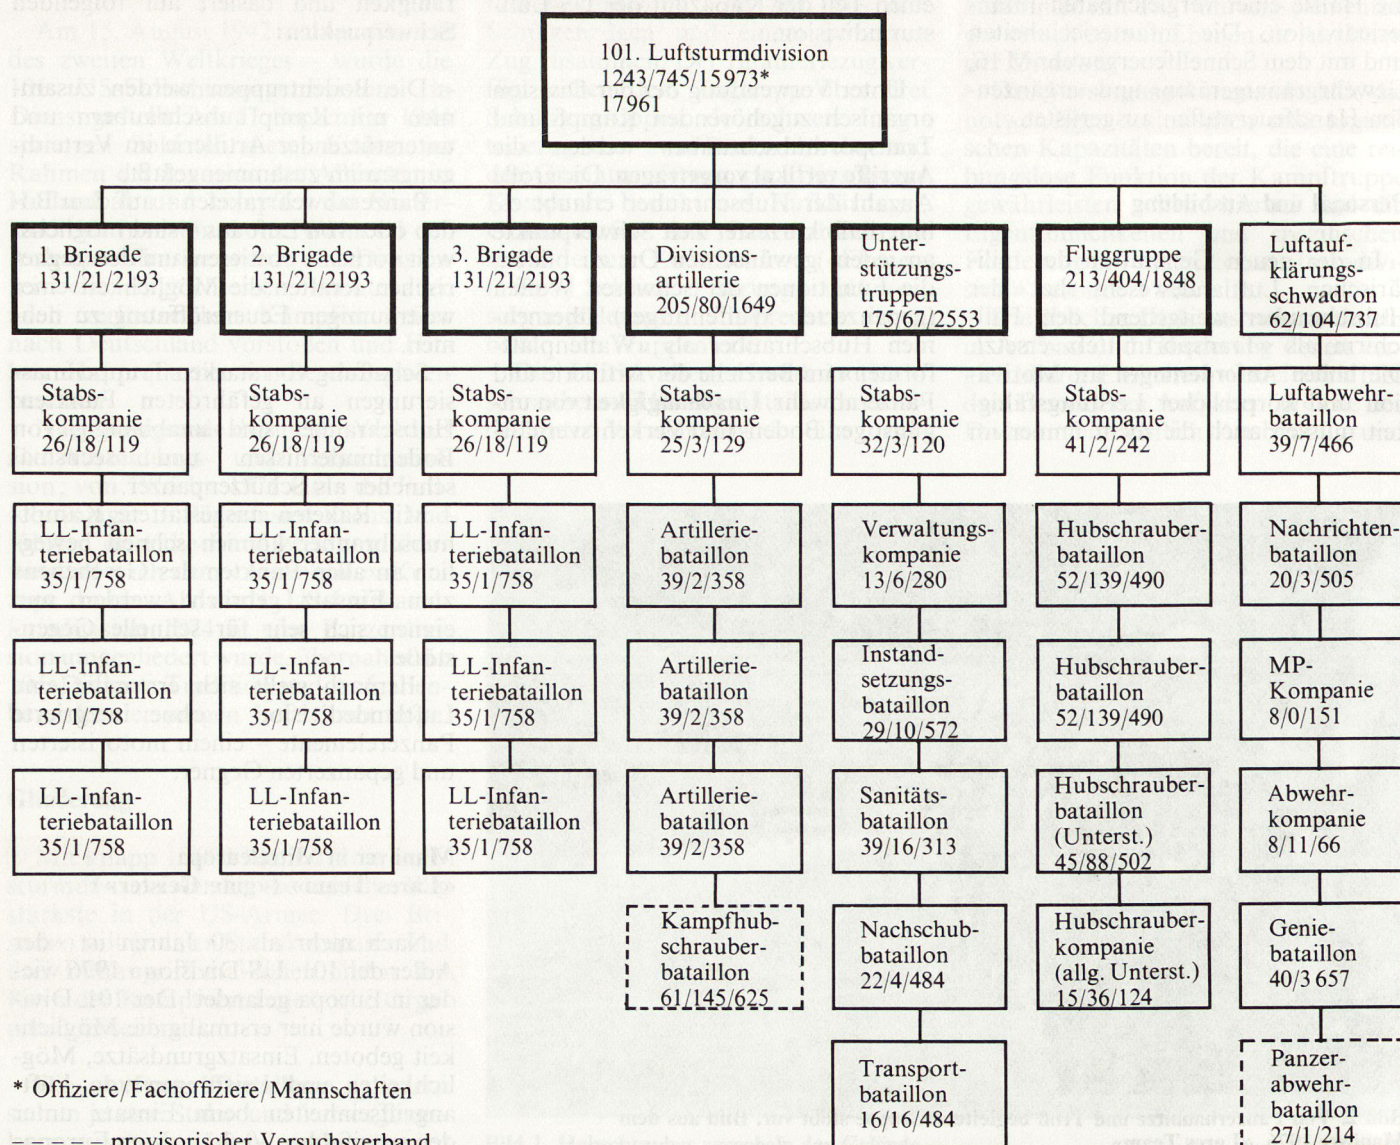 101. Luftsturmdivision
1243/745/15973*
17961
1. Brigade
131/21/2193
2. Brigade
131/21/2193
3. Brigade
131/21/2193
Divisions-
artillerie
205/80/1649
Unter-
stützungs-
truppen
175/67/2553
Fluggruppe
213/404/1848
Luftauf-
klärungs-
schwadron
62/104/737
Stabs-
kompanie
26/18/119
Stabs-
kompanie
26/18/119
Stabs-
kompanie
26/18/119
Stabs-
kompanie
25/3/129
Stabs-
kompanie
32/3/120
Stabs-
kompanie
41/2/242
Luftabwehr-
bataillon
39/7/466
LL-Infan-
teriebataillon
35/1/758
LL-Infan-
teriebataillon
35/1/758
LL-Infan-
teriebataillon
35/1/758
Artillerie-
bataillon
39/2/358
Verwaltungs-
kompanie
13/6/280
Hubschrauber-
bataillon
52/139/490
Nachrichten-
bataillon
20/3/505
LL-Infan-
teriebataillon
35/1/758
LL-Infan-
teriebataillon
35/1/758
LL-Infan-
teriebataillon
35/1/758
Artillerie-
bataillon
39/2/358
Instand-
setzungs-
bataillon
29/10/572
Hubschrauber-
bataillon
52/139/490
MP-
Kompanie
8/0/151
LL-Infan-
teriebataillon
35/1/758
LL-Infan-
teriebataillon
35/1/758
LL-Infan-
teriebataillon
35/1/758
Artillerie-
bataillon
39/2/358
Sanitäts-
bataillon
39/16/313
Hubschrauber-
bataillon
(Unterst.)
45/88/502
Abwehr-
kompanie
8/11/66
Kampfhub-
schrauber-
bataillon
61/145/625
Nachschub-
bataillon
22/4/484
Hubschrauber-
kompanie
(allg. Unterst.)
15/36/124
Genie-
bataillon
40/3 657
Transport-
bataillon
16/16/484
Panzer-
abwehr-
bataillon
27/1/214
* Offiziere/Fachoffiziere/Mannschaften
----- provisorischer Versuchsverband